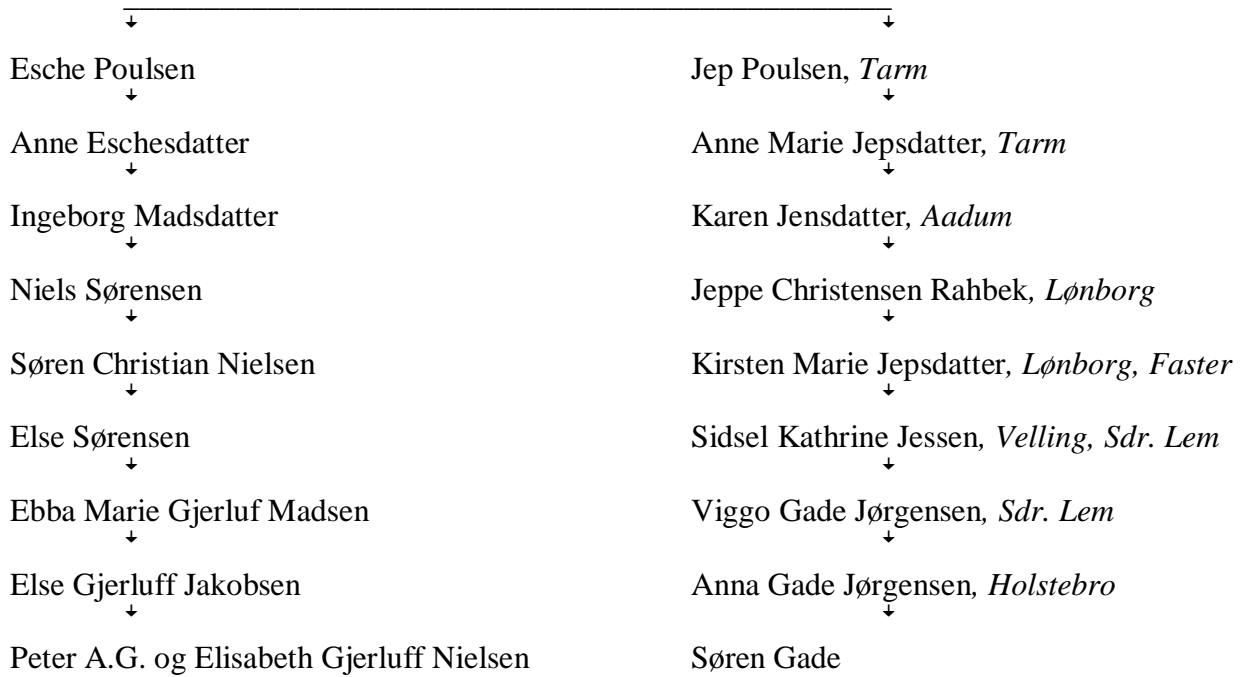 Esche Poulsen Jep Poulsen, Tarm
Anne Eschesdatter Anne Marie Jepsdatter, Tarm
Ingeborg Madsdatter Karen Jensdatter, Aadum
Niels Sørensen Jeppe Christensen Rahbek, Lønborg
Søren Christian Nielsen Kirsten Marie Jepsdatter, Lønborg, Faster
Else Sørensen Sidsel Kathrine Jessen, Velling, Sdr. Lem
Ebba Marie Gjerluf Madsen Viggo Gade Jørgensen, Sdr. Lem
Else Gjerluff Jakobsen Anna Gade Jørgensen, Holstebro
Peter A.G. og Elisabeth Gjerluff Nielsen Søren Gade